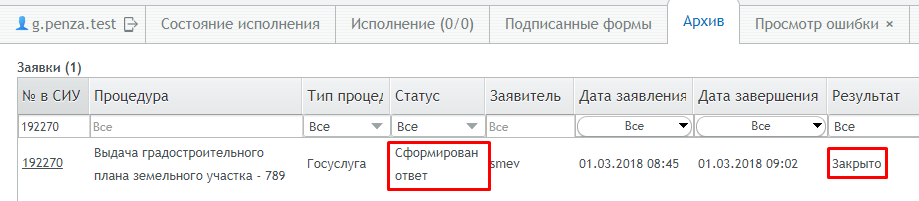 g.penza.test Состояние исполнения Исполнение (0/0) Подписанные формы Архив Просмотр ошибки ×
Заявки (1)
№ в СИУ Процедура Тип процед Статус Заявитель Дата заявления Дата завершения Результат
192270 Все Все Все Все Все Все Все
192270 Выдача градостроительного плана земельного участка - 789 Госуслуга Сформирован ответ smev 01.03.2018 08:45 01.03.2018 09:02 Закрыто